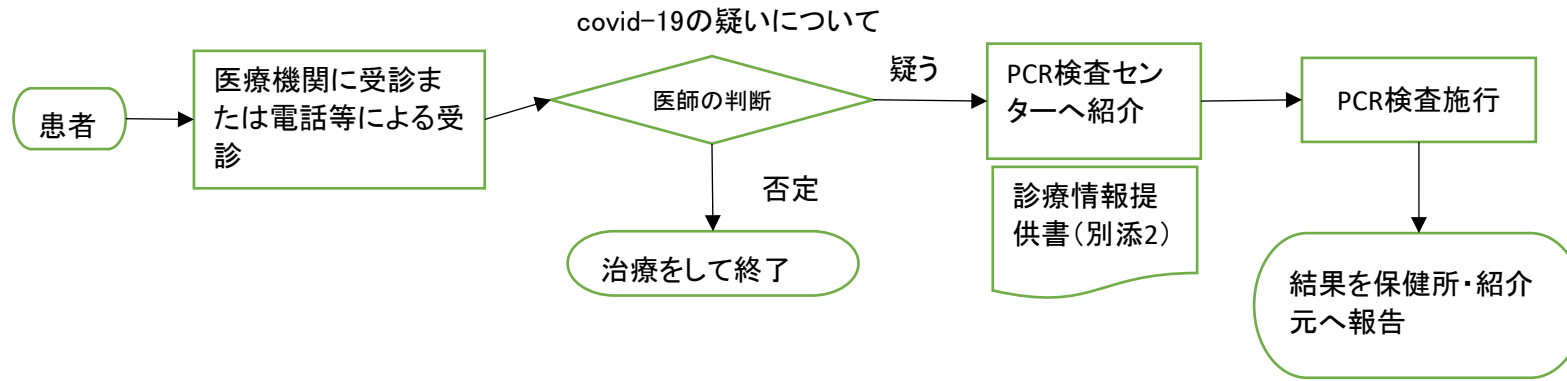 covid-19の疑いについて
患者
医療機関に受診ま
たは電話等による受
診
医師の判断
疑う
PCR検査セン
ターへ紹介
PCR検査施行
否定
診療情報提
供書(別添2)
治療をして終了
結果を保健所・紹介
元へ報告